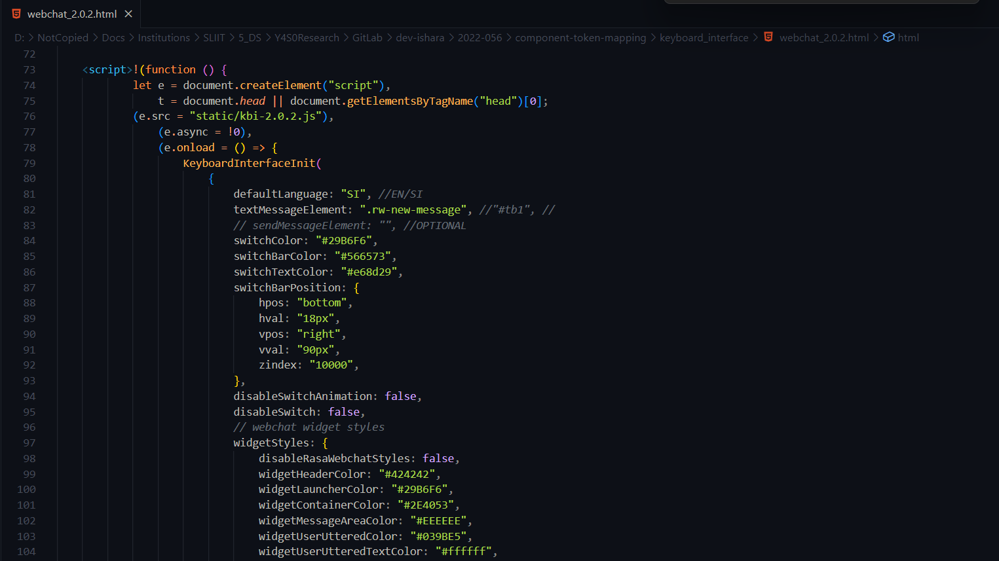 webchat_2.0.2.html
D: > NotCopied > Docs > Institutions > SLIIT > 5_DS > Y4S0Research > GitLab > dev-ishara > 2022-056 > component-token-mapping > keyboard_interface > webchat_2.0.2.html > html
72
73 <script>!(function () {
74 let e = document.createElement("script"),
75 t = document.head || document.getElementsByTagName("head")[0];
76 (e.src = "static/kbi-2.0.2.js"),
77 (e.async = !0),
78 (e.onload = () => {
79 KeyboardInterfaceInit(
80 {
81 defaultLanguage: "SI", //EN/SI
82 textMessageElement: ".rw-new-message", //"#tb1", //
83 // sendMessageElement: "", //OPTIONAL
84 switchColor: "#29B6F6",
85 switchBarColor: "#566573",
86 switchTextColor: "#e68d29",
87 switchBarPosition: {
88 hpos: "bottom",
89 hval: "18px",
90 vpos: "right",
91 vval: "90px",
92 zindex: "10000",
93 },
94 disableSwitchAnimation: false,
95 disableSwitch: false,
96 // webchat widget styles
97 widgetStyles: {
98 disableRasaWebchatStyles: false,
99 widgetHeaderColor: "#424242",
100 widgetLauncherColor: "#29B6F6",
101 widgetContainerColor: "#2E4053",
102 widgetMessageAreaColor: "#EEEEEE",
103 widgetUserUtteredColor: "#039BE5",
104 widgetUserUtteredTextColor: "#ffffff",